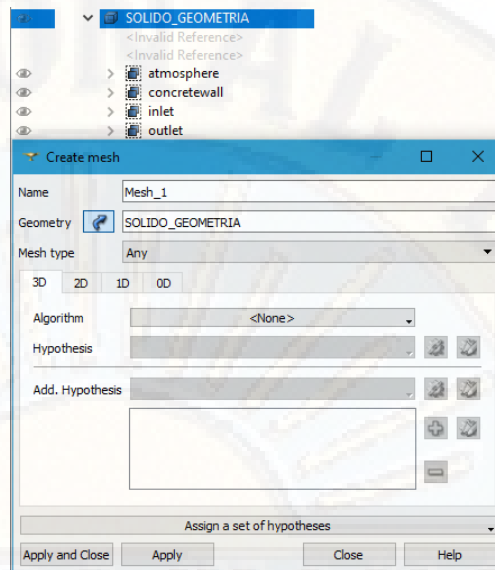 SOLIDO_GEOMETRIA
<Invalid Reference>
<Invalid Reference>
atmosphere
concretewall
inlet
outlet
Create mesh
Name Mesh_1
Geometry SOLIDO_GEOMETRIA
Mesh type Any
3D 2D 1D 0D
Algorithm <None>
Hypothesis
Add. Hypothesis
Assign a set of hypotheses
Apply and Close Apply Close Help